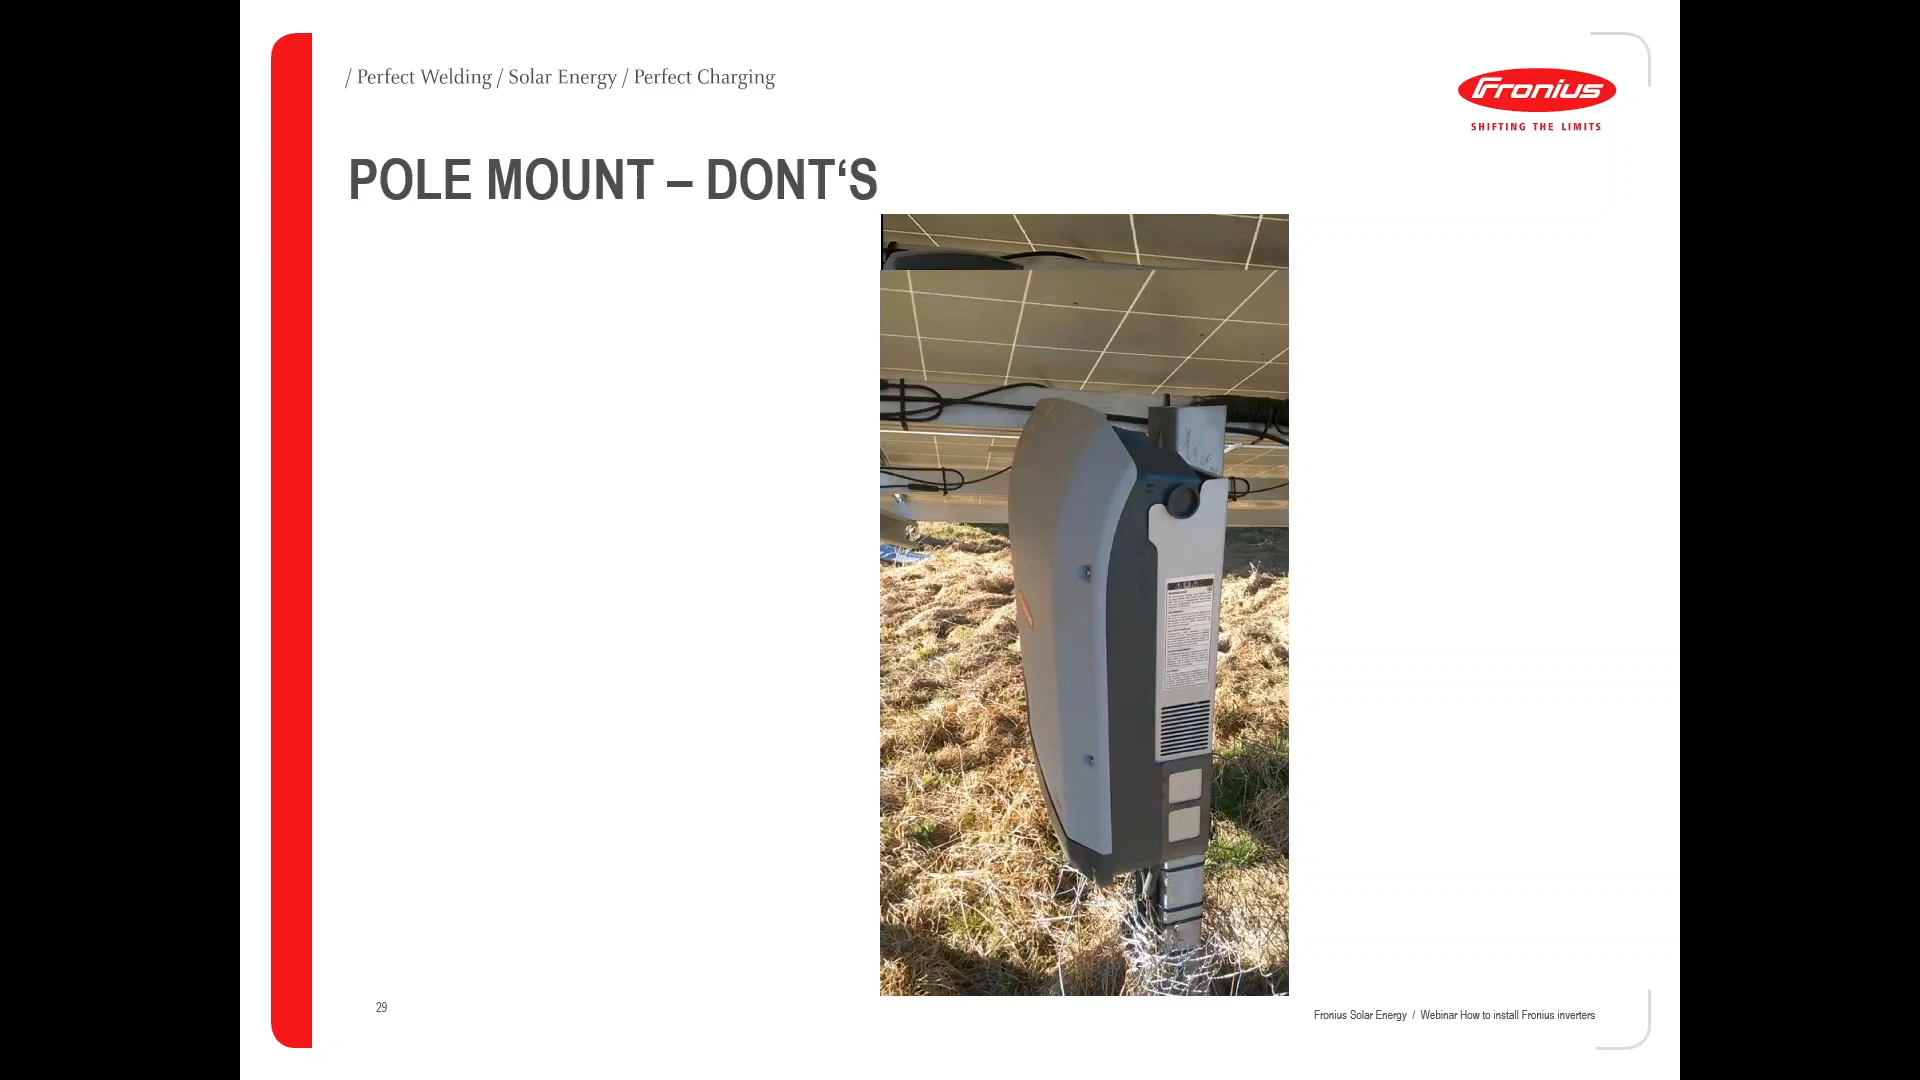 / Perfect Welding / Solar Energy / Perfect Charging
Fronius
SHIFTING THE LIMITS
POLE MOUNT – DONT‘S
29
Fronius Solar Energy / Webinar How to install Fronius inverters